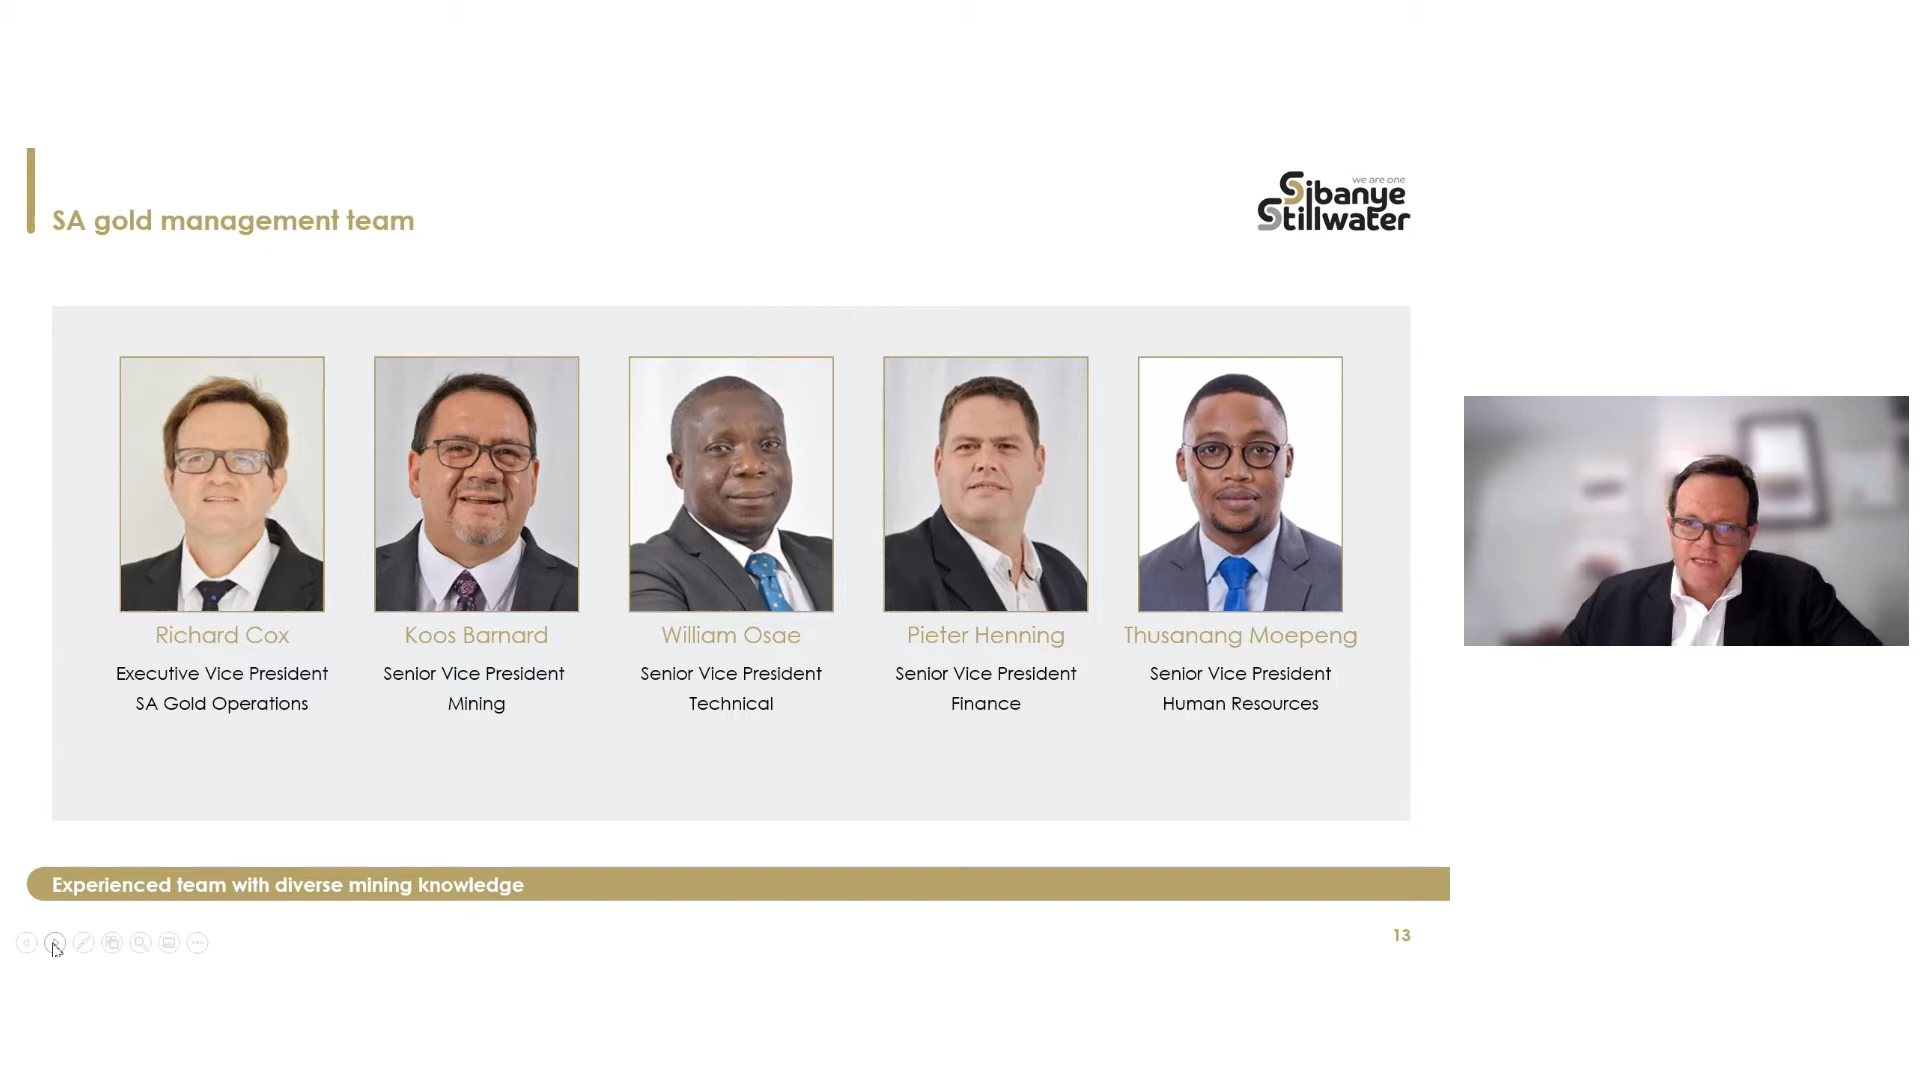 we are one
Sibanye
Stillwater
SA gold management team
Richard Cox
Executive Vice President
SA Gold Operations
Koos Barnard
Senior Vice President
Mining
William Osae
Senior Vice President
Technical
Pieter Henning
Senior Vice President
Finance
Thusanang Moepeng
Senior Vice President
Human Resources
Experienced team with diverse mining knowledge
13